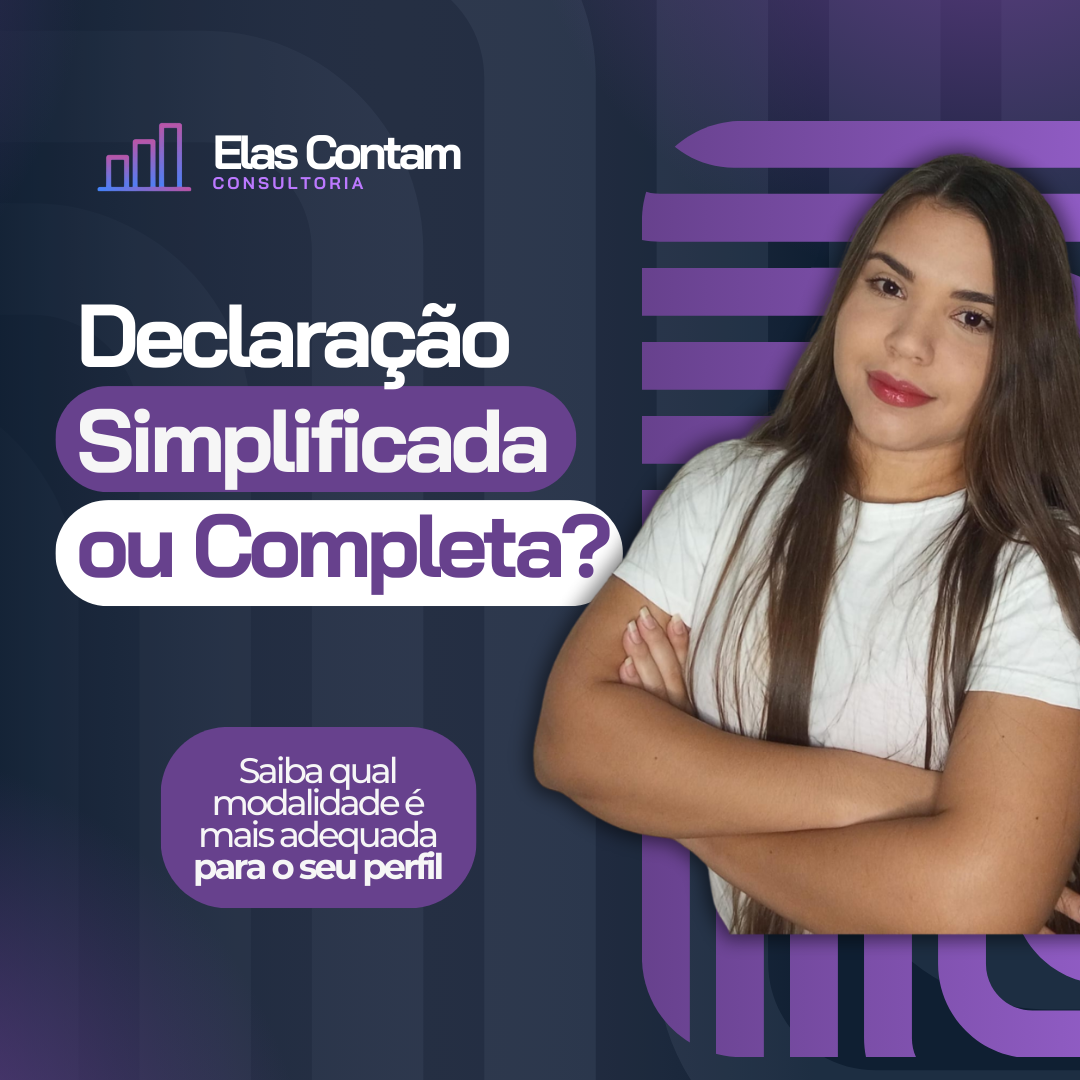 Elas Contam
CONSULTORIA
Declaração
Simplificada
ou Completa?
Saiba qual
modalidade é
mais adequada
para o seu perfil